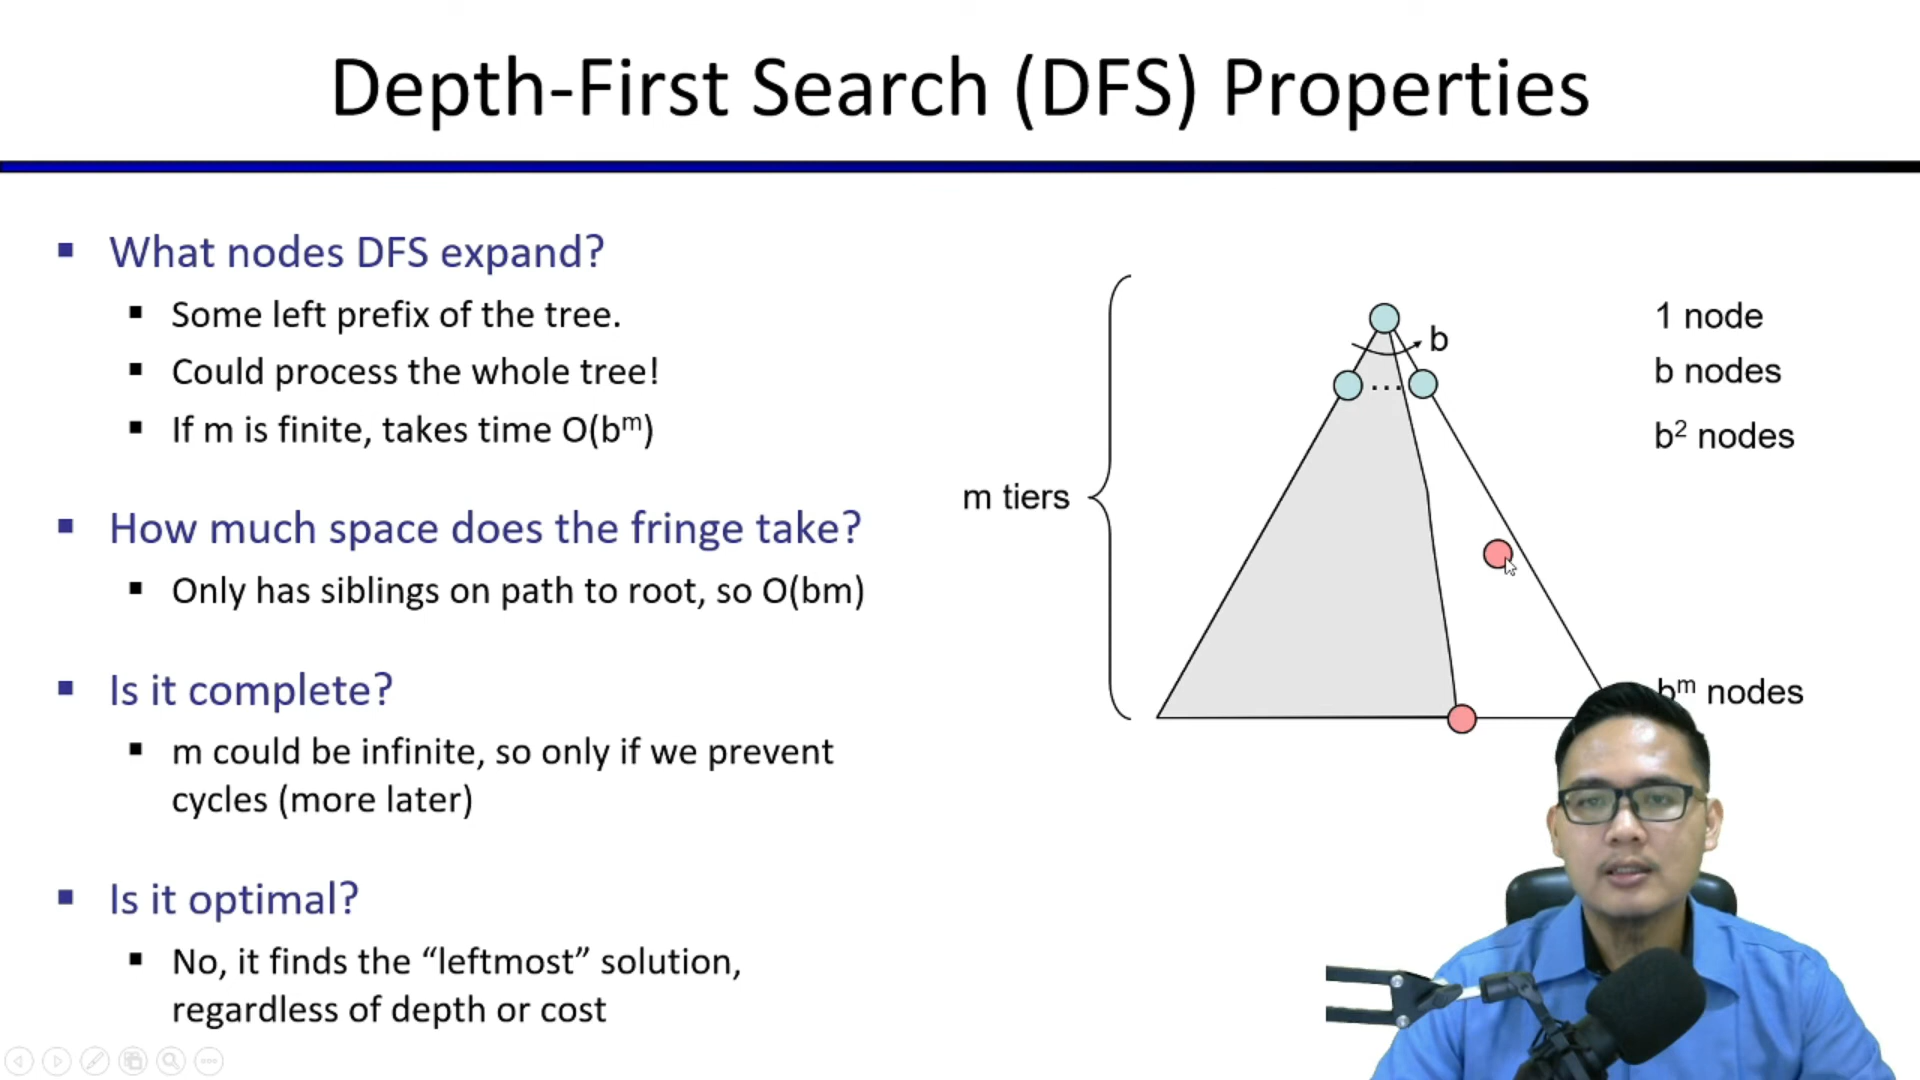 Depth-First Search (DFS) Properties
▪ What nodes DFS expand?
▪ Some left prefix of the tree.
▪ Could process the whole tree!
▪ If m is finite, takes time O(bᵐ)
▪ How much space does the fringe take?
▪ Only has siblings on path to root, so O(bm)
▪ Is it complete?
▪ m could be infinite, so only if we prevent
cycles (more later)
▪ Is it optimal?
▪ No, it finds the “leftmost” solution,
regardless of depth or cost
m tiers
b
...
1 node
b nodes
b² nodes
bᵐ nodes